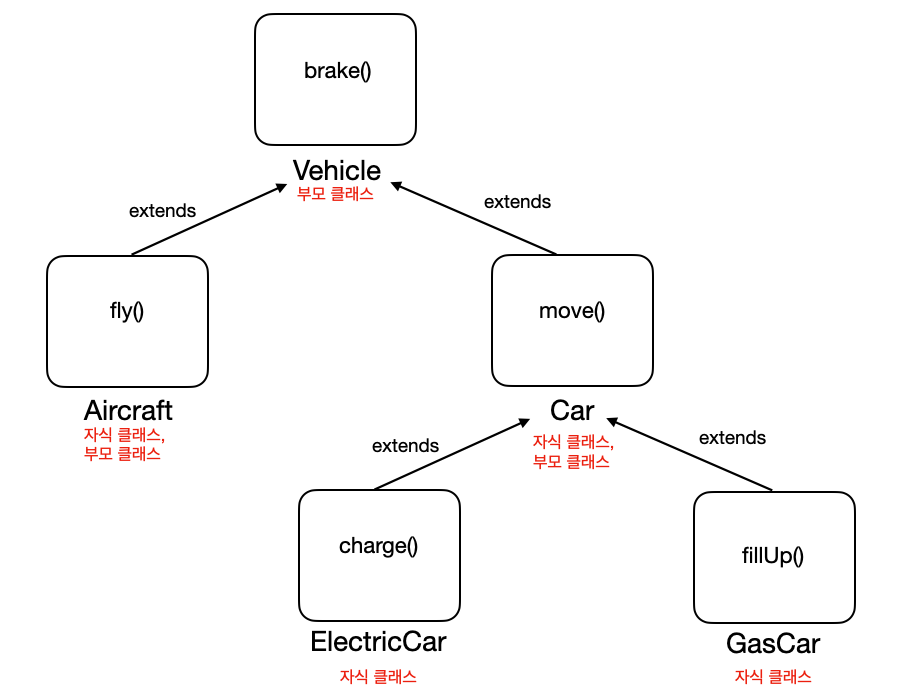 brake()
Vehicle
부모 클래스
extends
extends
fly()
move()
Aircraft
자식 클래스,
부모 클래스
Car
자식 클래스,
부모 클래스
extends
extends
charge()
fillUp()
ElectricCar
자식 클래스
GasCar
자식 클래스